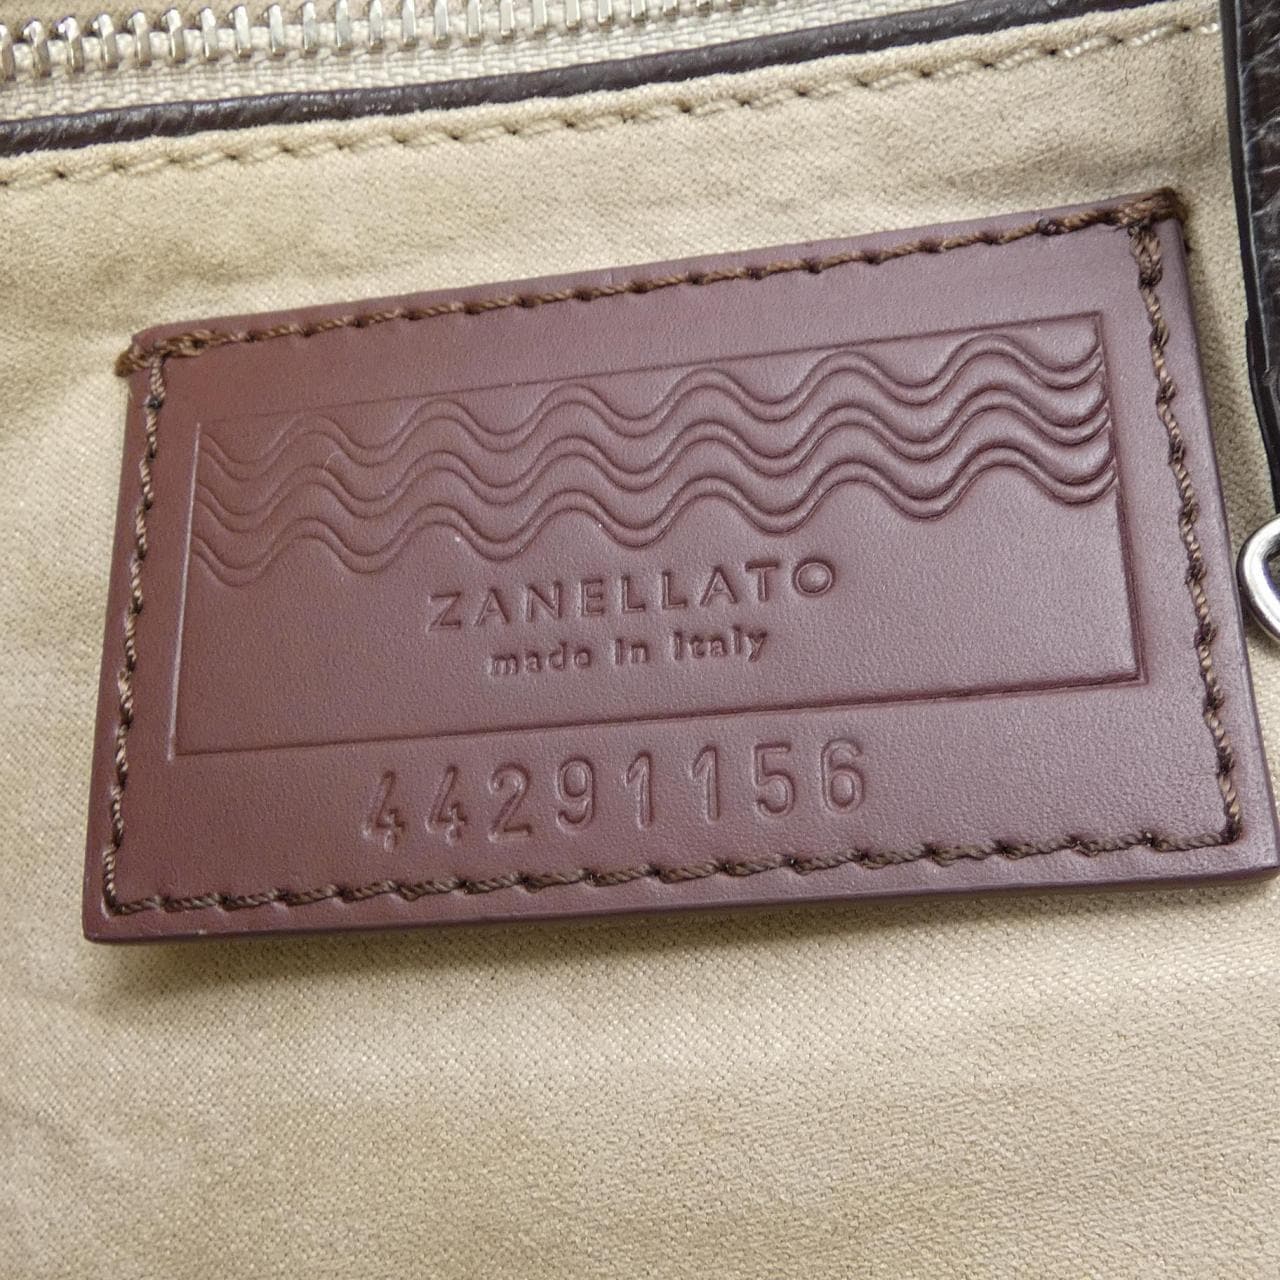 ZANELLATO
made in Italy
44291156